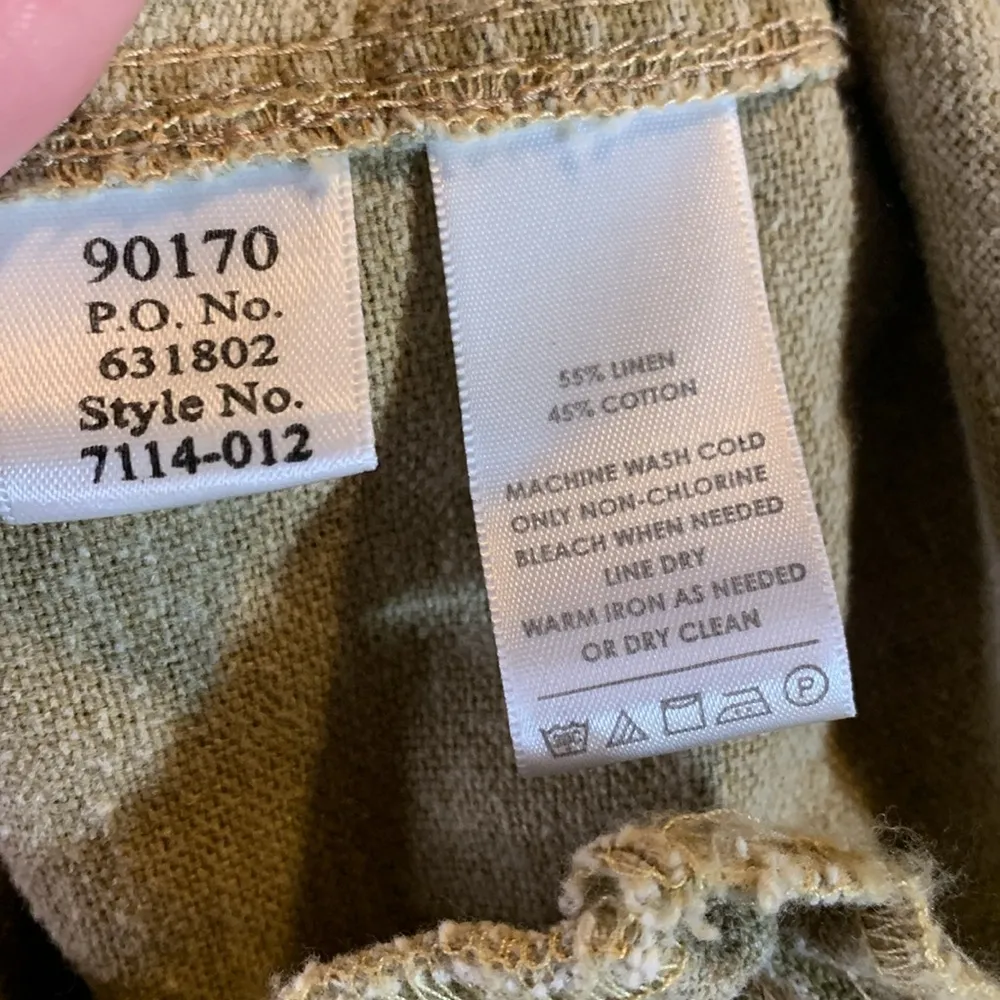 90170
P.O. No.
631802
Style No.
7114-012
55% LINEN
45% COTTON
MACHINE WASH COLD
ONLY NON-CHLORINE
BLEACH WHEN NEEDED
LINE DRY
WARM IRON AS NEEDED
OR DRY CLEAN
P